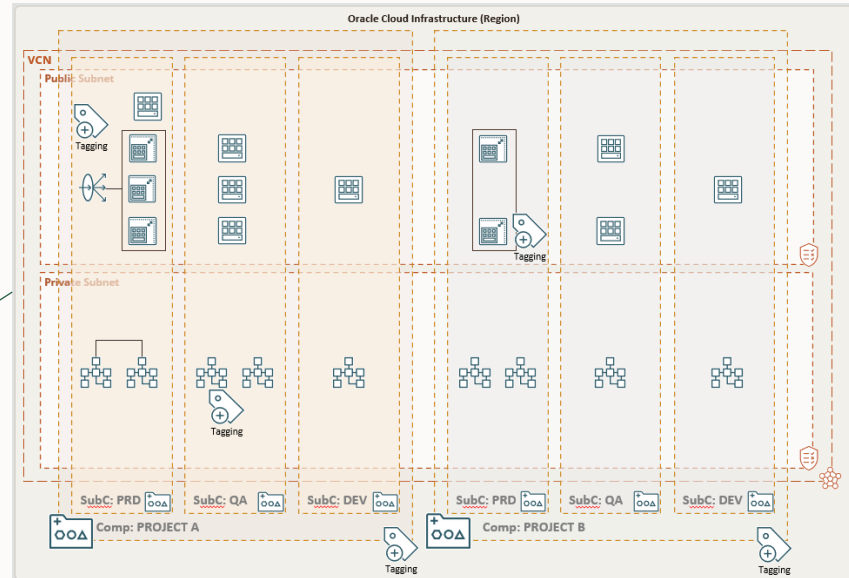 Oracle Cloud Infrastructure (Region)
VCN
Public Subnet
Tagging
Tagging
Private Subnet
Tagging
SubC: PRD
SubC: QA
SubC: DEV
SubC: PRD
SubC: QA
SubC: DEV
Comp: PROJECT A
Comp: PROJECT B
Tagging
Tagging